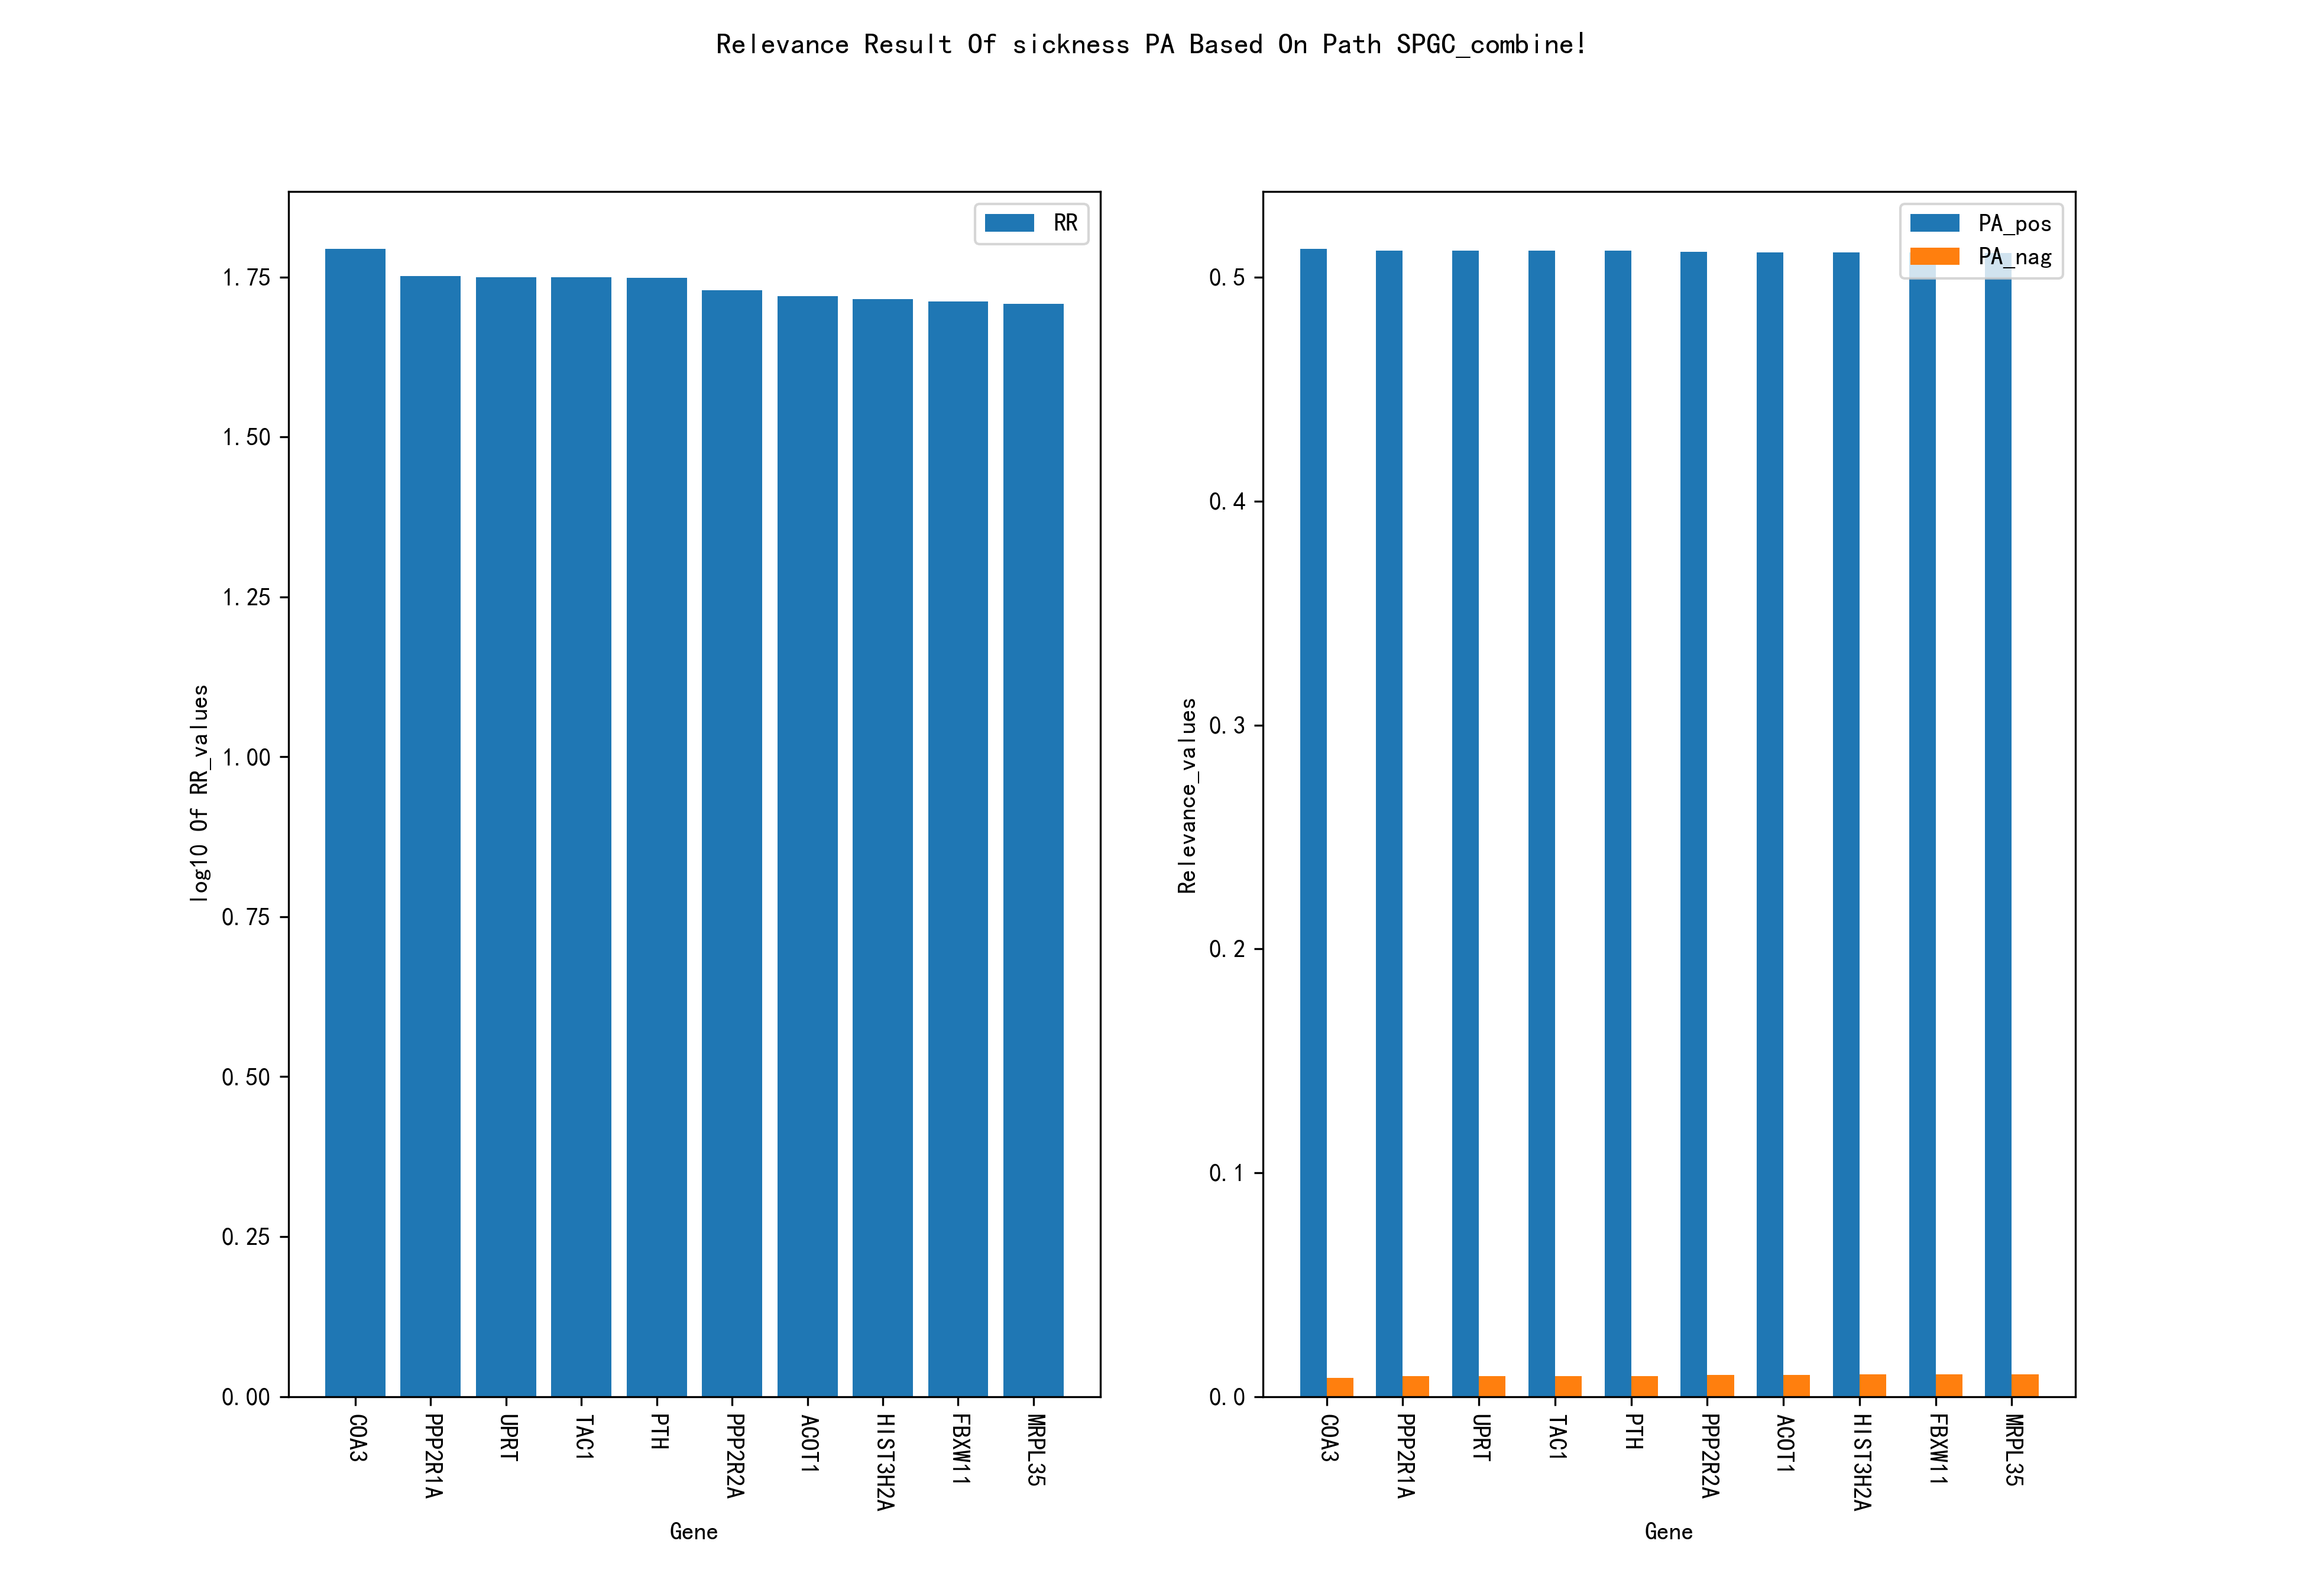 Relevance Result Of sickness PA Based On Path SPGC_combine!
RR
1.75
1.50
1.25
1.00
0.75
0.50
0.25
0.00
log10 Of RR_values
COA3
PPP2R1A
UPRT
TAC1
PTH
PPP2R2A
ACOT1
HIST3H2A
FBXW11
MRPL35
Gene
PA_pos
PA_nag
0.5
0.4
0.3
0.2
0.1
0.0
Relevance_values
COA3
PPP2R1A
UPRT
TAC1
PTH
PPP2R2A
ACOT1
HIST3H2A
FBXW11
MRPL35
Gene